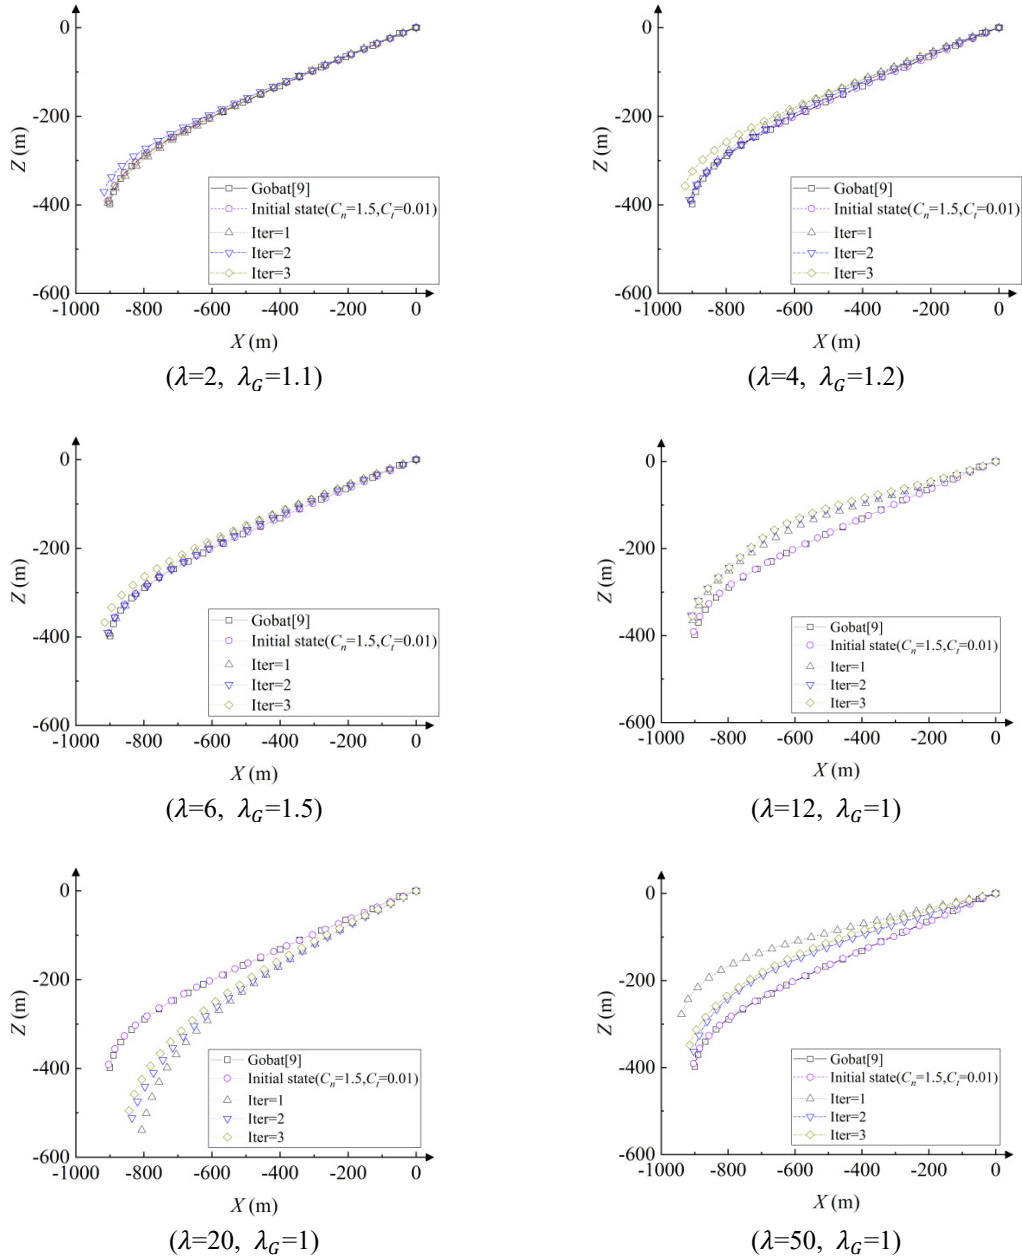 0
-200
-400
-600
Z (m)
Gobat[9]
Initial state(Cn=1.5,Ct=0.01)
Iter=1
Iter=2
Iter=3
-1000 -800 -600 -400 -200 0
X (m)
(λ=2, λG=1.1)
0
-200
-400
-600
Z (m)
Gobat[9]
Initial state(Cn=1.5,Ct=0.01)
Iter=1
Iter=2
Iter=3
-1000 -800 -600 -400 -200 0
X (m)
(λ=4, λG=1.2)
0
-200
-400
-600
Z (m)
Gobat[9]
Initial state(Cn=1.5,Ct=0.01)
Iter=1
Iter=2
Iter=3
-1000 -800 -600 -400 -200 0
X (m)
(λ=6, λG=1.5)
0
-200
-400
-600
Z (m)
Gobat[9]
Initial state(Cn=1.5,Ct=0.01)
Iter=1
Iter=2
Iter=3
-1000 -800 -600 -400 -200 0
X (m)
(λ=12, λG=1)
0
-200
-400
-600
Z (m)
Gobat[9]
Initial state(Cn=1.5,Ct=0.01)
Iter=1
Iter=2
Iter=3
-1000 -800 -600 -400 -200 0
X (m)
(λ=20, λG=1)
0
-200
-400
-600
Z (m)
Gobat[9]
Initial state(Cn=1.5,Ct=0.01)
Iter=1
Iter=2
Iter=3
-1000 -800 -600 -400 -200 0
X (m)
(λ=50, λG=1)